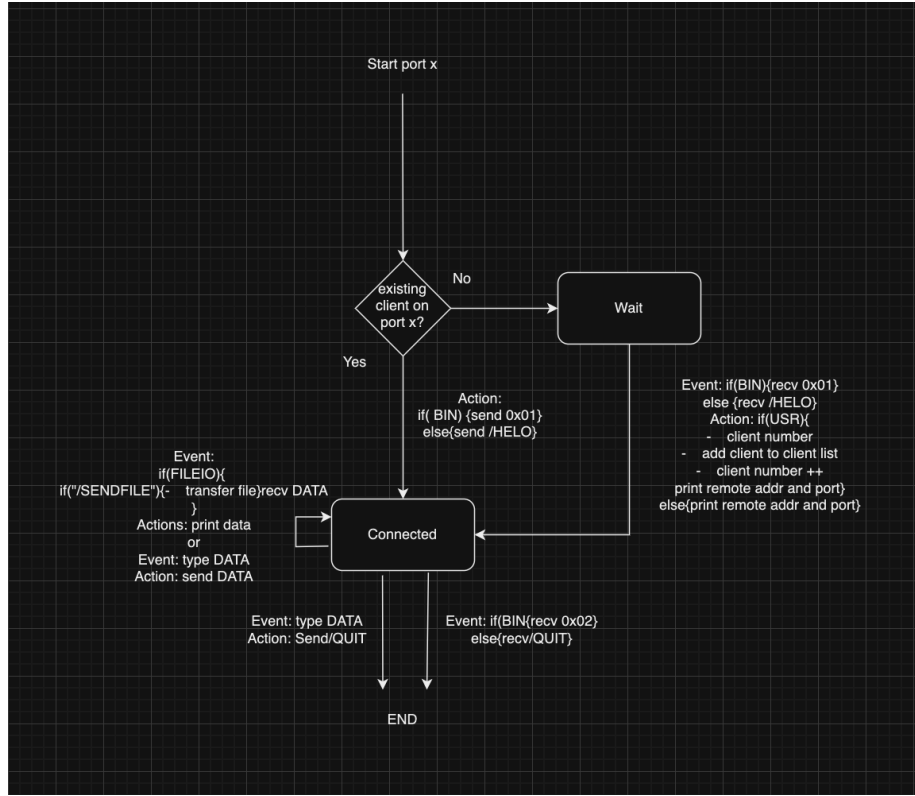 Start port x
existing
client on
port x?
No
Wait
Yes
Action:
if( BIN) {send 0x01}
else{send /HELO}
Event: if(BIN){recv 0x01}
else {recv /HELO}
Action: if(USR){
- client number
- add client to client list
- client number ++
print remote addr and port}
else{print remote addr and port}
Event:
if(FILEIO){
if("/SENDFILE"){- transfer file}recv DATA
}
Actions: print data
or
Event: type DATA
Action: send DATA
Connected
Event: type DATA
Action: Send/QUIT
Event: if(BIN{recv 0x02}
else{recv/QUIT}
END